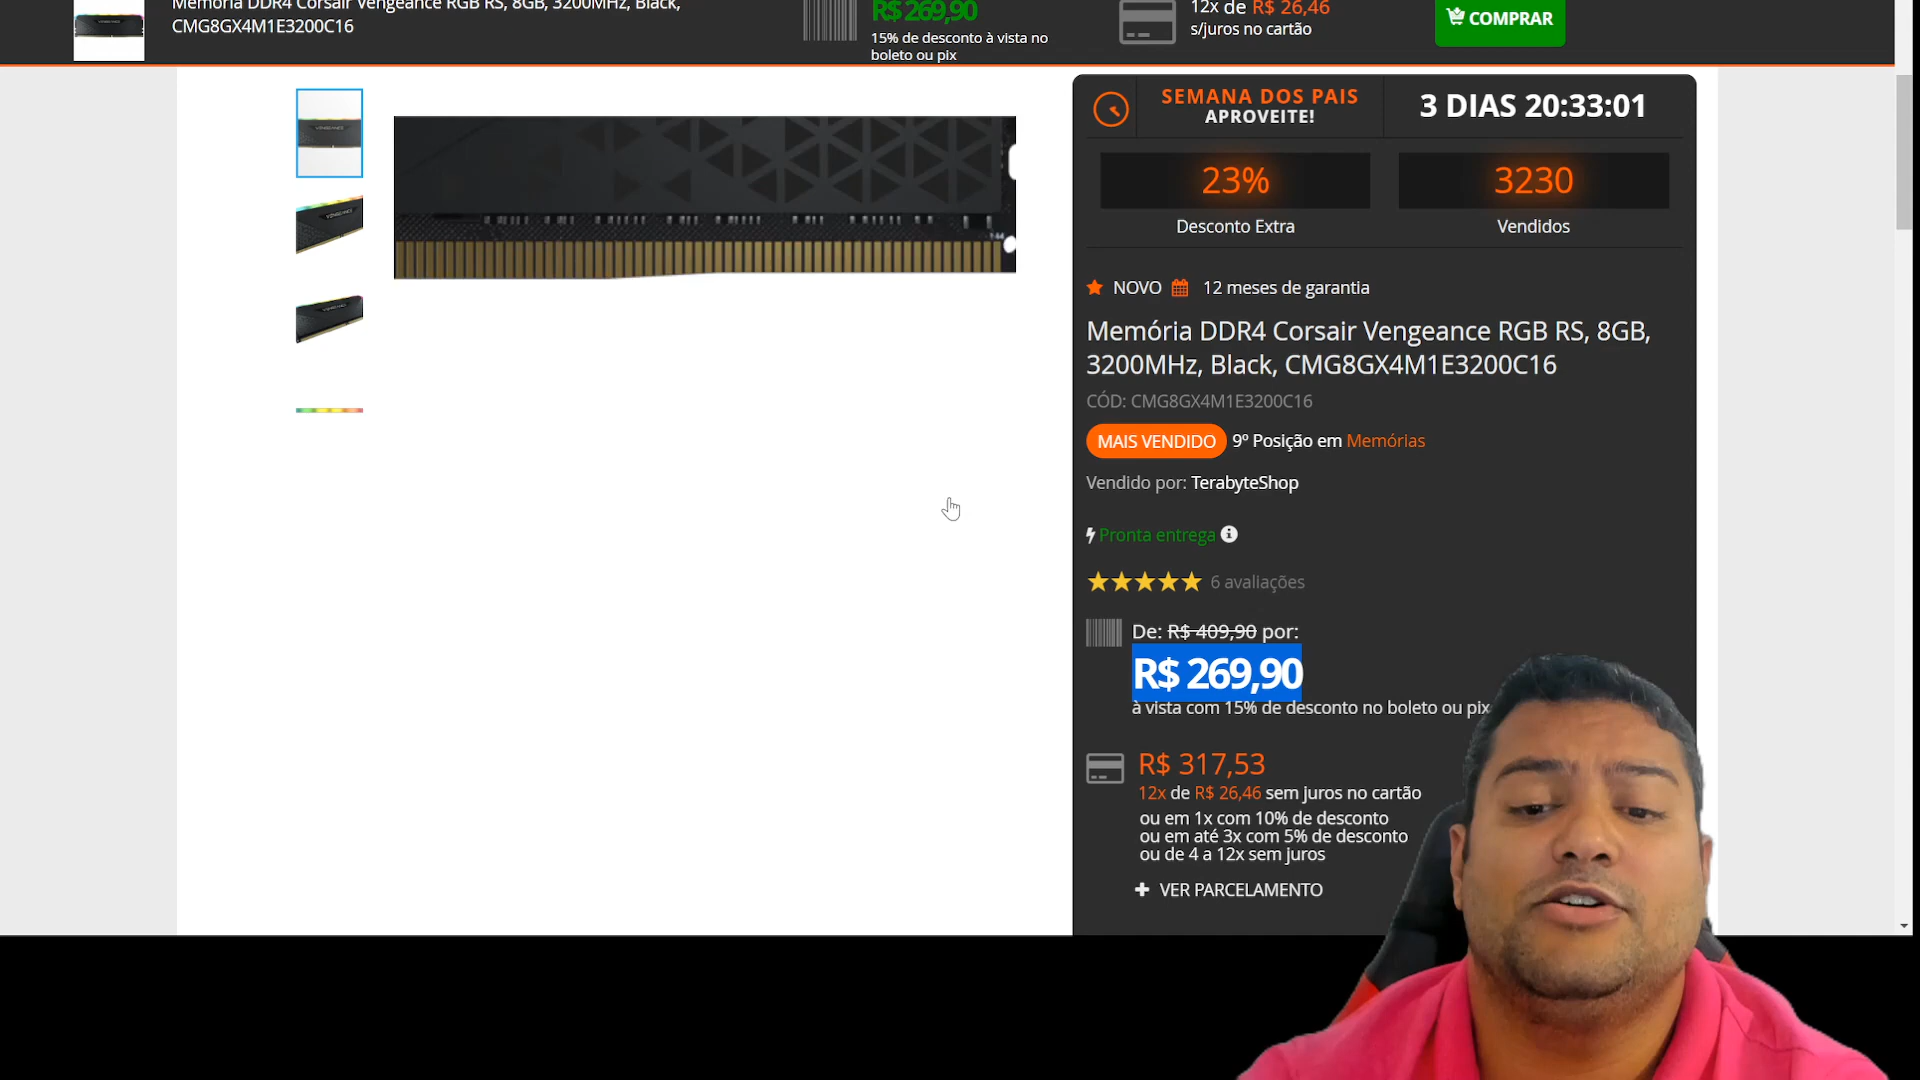 Memória DDR4 Corsair Vengeance RGB RS, 8GB, 3200MHz, Black,
CMG8GX4M1E3200C16
R$ 269,90
15% de desconto à vista no
boleto ou pix
12x de R$ 26,46
s/juros no cartão
COMPRAR
SEMANA DOS PAIS
APROVEITE!
3 DIAS 20:33:01
23%
Desconto Extra
3230
Vendidos
VENGEANCE
NOVO 12 meses de garantia
Memória DDR4 Corsair Vengeance RGB RS, 8GB,
3200MHz, Black, CMG8GX4M1E3200C16
CÓD: CMG8GX4M1E3200C16
MAIS VENDIDO 9º Posição em Memórias
Vendido por: TerabyteShop
Pronta entrega
6 avaliações
De: R$ 409,90 por:
R$ 269,90
à vista com 15% de desconto no boleto ou pix
R$ 317,53
12x de R$ 26,46 sem juros no cartão
ou em 1x com 10% de desconto
ou em até 3x com 5% de desconto
ou de 4 a 12x sem juros
VER PARCELAMENTO